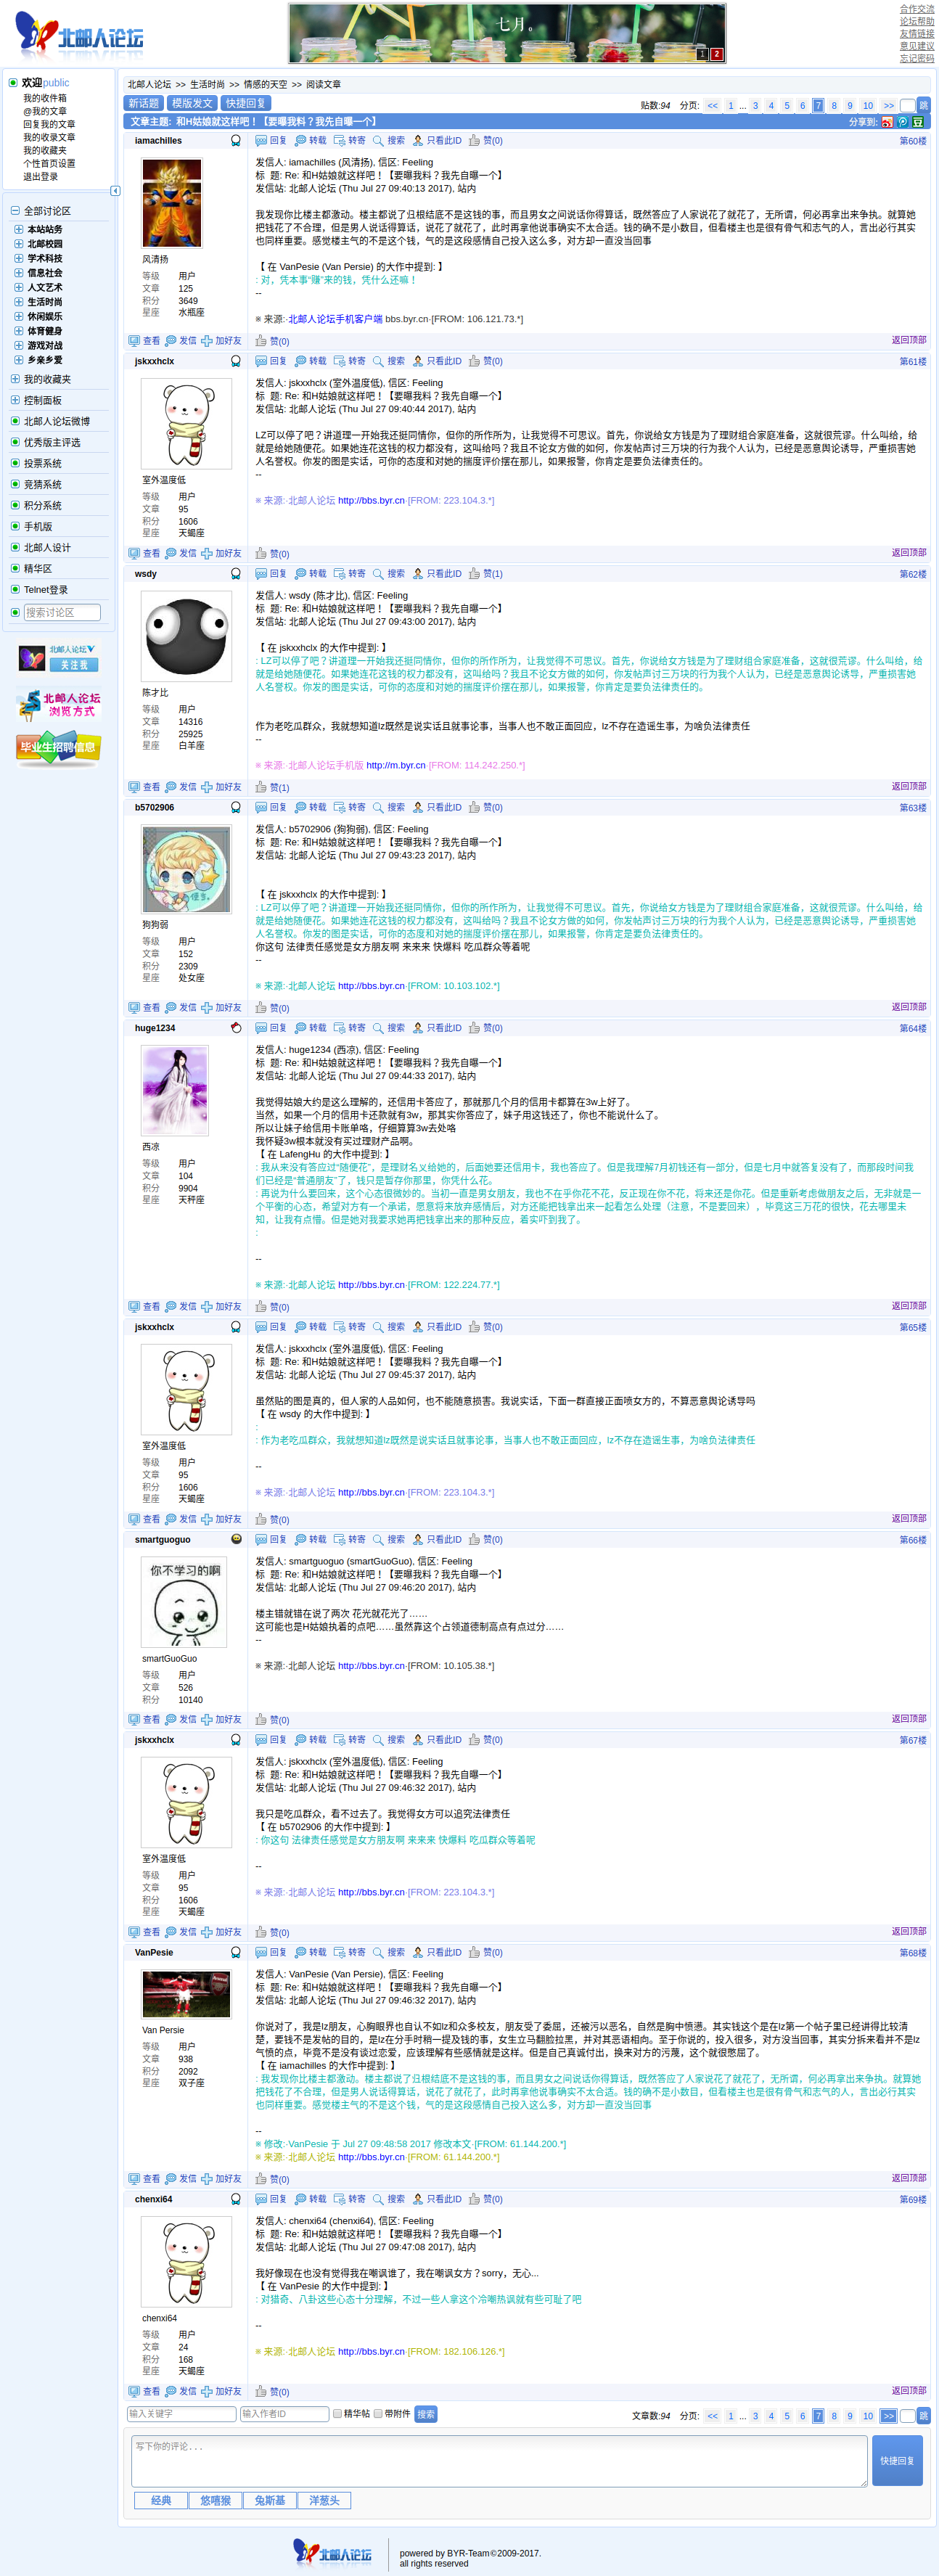 北邮人论坛
七月。
1 2
合作交流
论坛帮助
友情链接
意见建议
忘记密码
欢迎public
我的收件箱
@我的文章
回复我的文章
我的收录文章
我的收藏夹
个性首页设置
退出登录
全部讨论区
本站站务
北邮校园
学术科技
信息社会
人文艺术
生活时尚
休闲娱乐
体育健身
游戏对战
乡亲乡爱
我的收藏夹
控制面板
北邮人论坛微博
优秀版主评选
投票系统
竞猜系统
积分系统
手机版
北邮人设计
精华区
Telnet登录
搜索讨论区
北邮人论坛
关注我
北邮人论坛
浏览方式
毕业生招聘信息
北邮人论坛 >> 生活时尚 >> 情感的天空 >> 阅读文章
新话题 模版发文 快捷回复
贴数:94 分页: << 1 ... 3 4 5 6 7 8 9 10 >> 跳
文章主题: 和H姑娘就这样吧！【要曝我料？我先自曝一个】 分享到:
iamachilles 回复 转载 转寄 搜索 只看此ID 赞(0) 第60楼
风清扬
等级 用户
文章 125
积分 3649
星座 水瓶座
发信人: iamachilles (风清扬), 信区: Feeling
标 题: Re: 和H姑娘就这样吧！【要曝我料？我先自曝一个】
发信站: 北邮人论坛 (Thu Jul 27 09:40:13 2017), 站内
我发现你比楼主都激动。楼主都说了归根结底不是这钱的事，而且男女之间说话你得算话，既然答应了人家说花了就花了，无所谓，何必再拿出来争执。就算她
把钱花了不合理，但是男人说话得算话，说花了就花了，此时再拿他说事确实不太合适。钱的确不是小数目，但看楼主也是很有骨气和志气的人，言出必行其实
也同样重要。感觉楼主气的不是这个钱，气的是这段感情自己投入这么多，对方却一直没当回事
【 在 VanPesie (Van Persie) 的大作中提到: 】
: 对，凭本事“赚”来的钱，凭什么还嘛！
--
※ 来源:·北邮人论坛手机客户端 bbs.byr.cn·[FROM: 106.121.73.*]
查看 发信 加好友 赞(0) 返回顶部
jskxxhclx 回复 转载 转寄 搜索 只看此ID 赞(0) 第61楼
室外温度低
等级 用户
文章 95
积分 1606
星座 天蝎座
发信人: jskxxhclx (室外温度低), 信区: Feeling
标 题: Re: 和H姑娘就这样吧！【要曝我料？我先自曝一个】
发信站: 北邮人论坛 (Thu Jul 27 09:40:44 2017), 站内
LZ可以停了吧？讲道理一开始我还挺同情你，但你的所作所为，让我觉得不可思议。首先，你说给女方钱是为了理财组合家庭准备，这就很荒谬。什么叫给，给
就是给她随便花。如果她连花这钱的权力都没有，这叫给吗？我且不论女方做的如何，你发帖声讨三万块的行为我个人认为，已经是恶意舆论诱导，严重损害她
人名誉权。你发的图是实话，可你的态度和对她的揣度评价摆在那儿，如果报警，你肯定是要负法律责任的。
--
※ 来源:·北邮人论坛 http://bbs.byr.cn·[FROM: 223.104.3.*]
查看 发信 加好友 赞(0) 返回顶部
wsdy 回复 转载 转寄 搜索 只看此ID 赞(1) 第62楼
陈才比
等级 用户
文章 14316
积分 25925
星座 白羊座
发信人: wsdy (陈才比), 信区: Feeling
标 题: Re: 和H姑娘就这样吧！【要曝我料？我先自曝一个】
发信站: 北邮人论坛 (Thu Jul 27 09:43:00 2017), 站内
【 在 jskxxhclx 的大作中提到: 】
: LZ可以停了吧？讲道理一开始我还挺同情你，但你的所作所为，让我觉得不可思议。首先，你说给女方钱是为了理财组合家庭准备，这就很荒谬。什么叫给，给
就是给她随便花。如果她连花这钱的权力都没有，这叫给吗？我且不论女方做的如何，你发帖声讨三万块的行为我个人认为，已经是恶意舆论诱导，严重损害她
人名誉权。你发的图是实话，可你的态度和对她的揣度评价摆在那儿，如果报警，你肯定是要负法律责任的。
作为老吃瓜群众，我就想知道lz既然是说实话且就事论事，当事人也不敢正面回应，lz不存在造谣生事，为啥负法律责任
--
※ 来源:·北邮人论坛手机版 http://m.byr.cn·[FROM: 114.242.250.*]
查看 发信 加好友 赞(1) 返回顶部
b5702906 回复 转载 转寄 搜索 只看此ID 赞(0) 第63楼
狗狗弱
等级 用户
文章 152
积分 2309
星座 处女座
发信人: b5702906 (狗狗弱), 信区: Feeling
标 题: Re: 和H姑娘就这样吧！【要曝我料？我先自曝一个】
发信站: 北邮人论坛 (Thu Jul 27 09:43:23 2017), 站内
【 在 jskxxhclx 的大作中提到: 】
: LZ可以停了吧？讲道理一开始我还挺同情你，但你的所作所为，让我觉得不可思议。首先，你说给女方钱是为了理财组合家庭准备，这就很荒谬。什么叫给，给
就是给她随便花。如果她连花这钱的权力都没有，这叫给吗？我且不论女方做的如何，你发帖声讨三万块的行为我个人认为，已经是恶意舆论诱导，严重损害她
人名誉权。你发的图是实话，可你的态度和对她的揣度评价摆在那儿，如果报警，你肯定是要负法律责任的。
你这句 法律责任感觉是女方朋友啊 来来来 快爆料 吃瓜群众等着呢
--
※ 来源:·北邮人论坛 http://bbs.byr.cn·[FROM: 10.103.102.*]
查看 发信 加好友 赞(0) 返回顶部
huge1234 回复 转载 转寄 搜索 只看此ID 赞(0) 第64楼
西凉
等级 用户
文章 104
积分 9904
星座 天秤座
发信人: huge1234 (西凉), 信区: Feeling
标 题: Re: 和H姑娘就这样吧！【要曝我料？我先自曝一个】
发信站: 北邮人论坛 (Thu Jul 27 09:44:33 2017), 站内
我觉得姑娘大约是这么理解的，还信用卡答应了，那就那几个月的信用卡都算在3w上好了。
当然，如果一个月的信用卡还款就有3w，那其实你答应了，妹子用这钱还了，你也不能说什么了。
所以让妹子给信用卡账单咯，仔细算算3w去处咯
我怀疑3w根本就没有买过理财产品啊。
【 在 LafengHu 的大作中提到: 】
: 我从来没有答应过“随便花”，是理财名义给她的，后面她要还信用卡，我也答应了。但是我理解7月初钱还有一部分，但是七月中就答复没有了，而那段时间我
们已经是“普通朋友”了，钱只是暂存你那里，你凭什么花。
: 再说为什么要回来，这个心态很微妙的。当初一直是男女朋友，我也不在乎你花不花，反正现在你不花，将来还是你花。但是重新考虑做朋友之后，无非就是一
个平衡的心态，希望对方有一个承诺，愿意将来放弃感情后，对方还能把钱拿出来一起看怎么处理（注意，不是要回来），毕竟这三万花的很快，花去哪里未
知，让我有点懵。但是她对我要求她再把钱拿出来的那种反应，着实吓到我了。
:
--
※ 来源:·北邮人论坛 http://bbs.byr.cn·[FROM: 122.224.77.*]
查看 发信 加好友 赞(0) 返回顶部
jskxxhclx 回复 转载 转寄 搜索 只看此ID 赞(0) 第65楼
室外温度低
等级 用户
文章 95
积分 1606
星座 天蝎座
发信人: jskxxhclx (室外温度低), 信区: Feeling
标 题: Re: 和H姑娘就这样吧！【要曝我料？我先自曝一个】
发信站: 北邮人论坛 (Thu Jul 27 09:45:37 2017), 站内
虽然贴的图是真的，但人家的人品如何，也不能随意损害。我说实话，下面一群直接正面喷女方的，不算恶意舆论诱导吗
【 在 wsdy 的大作中提到: 】
:
: 作为老吃瓜群众，我就想知道lz既然是说实话且就事论事，当事人也不敢正面回应，lz不存在造谣生事，为啥负法律责任
--
※ 来源:·北邮人论坛 http://bbs.byr.cn·[FROM: 223.104.3.*]
查看 发信 加好友 赞(0) 返回顶部
smartguoguo 回复 转载 转寄 搜索 只看此ID 赞(0) 第66楼
你不学习的啊
smartGuoGuo
等级 用户
文章 526
积分 10140
发信人: smartguoguo (smartGuoGuo), 信区: Feeling
标 题: Re: 和H姑娘就这样吧！【要曝我料？我先自曝一个】
发信站: 北邮人论坛 (Thu Jul 27 09:46:20 2017), 站内
楼主错就错在说了两次 花光就花光了……
这可能也是H姑娘执着的点吧……虽然靠这个占领道德制高点有点过分……
--
※ 来源:·北邮人论坛 http://bbs.byr.cn·[FROM: 10.105.38.*]
查看 发信 加好友 赞(0) 返回顶部
jskxxhclx 回复 转载 转寄 搜索 只看此ID 赞(0) 第67楼
室外温度低
等级 用户
文章 95
积分 1606
星座 天蝎座
发信人: jskxxhclx (室外温度低), 信区: Feeling
标 题: Re: 和H姑娘就这样吧！【要曝我料？我先自曝一个】
发信站: 北邮人论坛 (Thu Jul 27 09:46:32 2017), 站内
我只是吃瓜群众，看不过去了。我觉得女方可以追究法律责任
【 在 b5702906 的大作中提到: 】
: 你这句 法律责任感觉是女方朋友啊 来来来 快爆料 吃瓜群众等着呢
--
※ 来源:·北邮人论坛 http://bbs.byr.cn·[FROM: 223.104.3.*]
查看 发信 加好友 赞(0) 返回顶部
VanPesie 回复 转载 转寄 搜索 只看此ID 赞(0) 第68楼
Van Persie
等级 用户
文章 938
积分 2092
星座 双子座
发信人: VanPesie (Van Persie), 信区: Feeling
标 题: Re: 和H姑娘就这样吧！【要曝我料？我先自曝一个】
发信站: 北邮人论坛 (Thu Jul 27 09:46:32 2017), 站内
你说对了，我是lz朋友，心胸眼界也自认不如lz和众多校友，朋友受了委屈，还被污以恶名，自然是胸中愤懑。其实钱这个是在lz第一个帖子里已经讲得比较清
楚，要钱不是发帖的目的，是lz在分手时稍一提及钱的事，女生立马翻脸拉黑，并对其恶语相向。至于你说的，投入很多，对方没当回事，其实分拆来看并不是lz
气愤的点，毕竟不是没有谈过恋爱，应该理解有些感情就是这样。但是自己真诚付出，换来对方的污蔑，这个就很憋屈了。
【 在 iamachilles 的大作中提到: 】
: 我发现你比楼主都激动。楼主都说了归根结底不是这钱的事，而且男女之间说话你得算话，既然答应了人家说花了就花了，无所谓，何必再拿出来争执。就算她
把钱花了不合理，但是男人说话得算话，说花了就花了，此时再拿他说事确实不太合适。钱的确不是小数目，但看楼主也是很有骨气和志气的人，言出必行其实
也同样重要。感觉楼主气的不是这个钱，气的是这段感情自己投入这么多，对方却一直没当回事
--
※ 修改:·VanPesie 于 Jul 27 09:48:58 2017 修改本文·[FROM: 61.144.200.*]
※ 来源:·北邮人论坛 http://bbs.byr.cn·[FROM: 61.144.200.*]
查看 发信 加好友 赞(0) 返回顶部
chenxi64 回复 转载 转寄 搜索 只看此ID 赞(0) 第69楼
chenxi64
等级 用户
文章 24
积分 168
星座 天蝎座
发信人: chenxi64 (chenxi64), 信区: Feeling
标 题: Re: 和H姑娘就这样吧！【要曝我料？我先自曝一个】
发信站: 北邮人论坛 (Thu Jul 27 09:47:08 2017), 站内
我好像现在也没有觉得我在嘲讽谁了，我在嘲讽女方？sorry，无心...
【 在 VanPesie 的大作中提到: 】
: 对猎奇、八卦这些心态十分理解，不过一些人拿这个冷嘲热讽就有些可耻了吧
--
※ 来源:·北邮人论坛 http://bbs.byr.cn·[FROM: 182.106.126.*]
查看 发信 加好友 赞(0) 返回顶部
输入关键字 输入作者ID 精华帖 带附件 搜索
文章数:94 分页: << 1 ... 3 4 5 6 7 8 9 10 >> 跳
写下你的评论...
快捷回复
经典 悠嘻猴 兔斯基 洋葱头
北邮人论坛
powered by BYR-Team©2009-2017.
all rights reserved